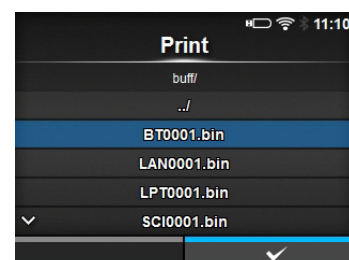 11:10
Print
buff/
../
BT0001.bin
LAN0001.bin
LPT0001.bin
SCI0001.bin